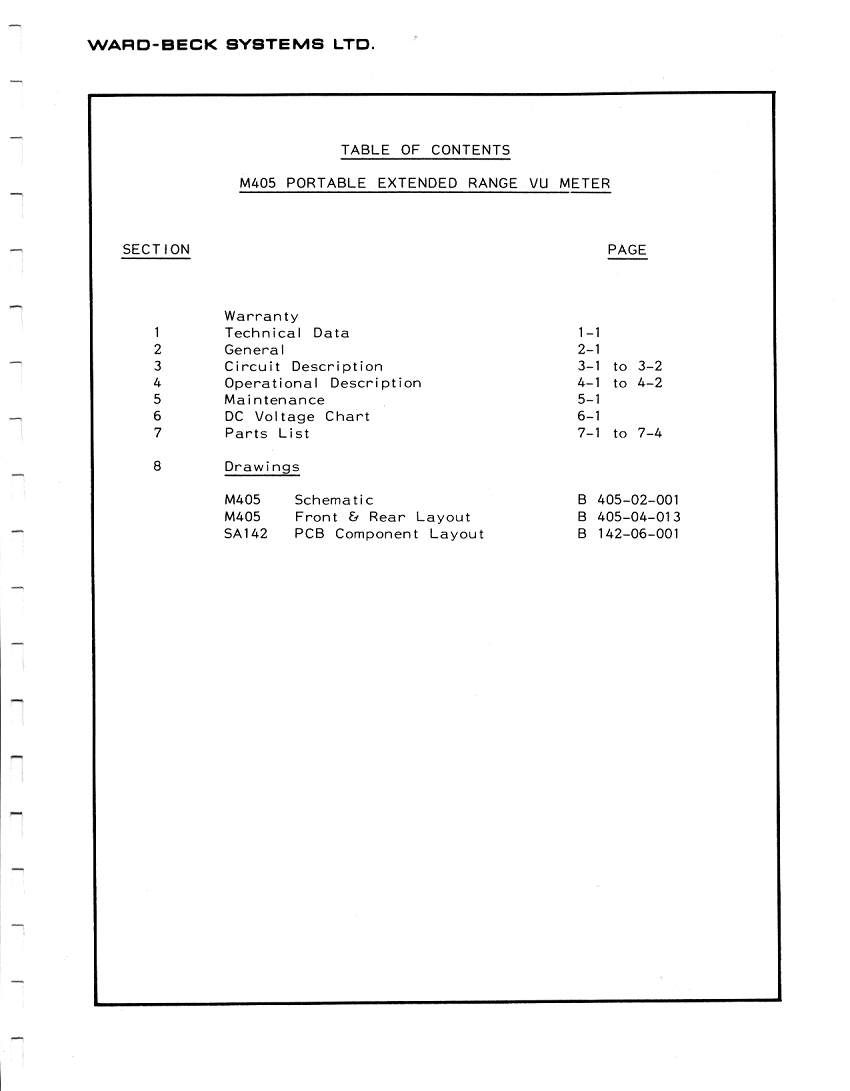 WARD-BECK SYSTEMS LTD.
TABLE OF CONTENTS
M405 PORTABLE EXTENDED RANGE VU METER
SECTION PAGE
Warranty
1 Technical Data 1-1
2 General 2-1
3 Circuit Description 3-1 to 3-2
4 Operational Description 4-1 to 4-2
5 Maintenance 5-1
6 DC Voltage Chart 6-1
7 Parts List 7-1 to 7-4
8 Drawings
M405 Schematic B 405-02-001
M405 Front & Rear Layout B 405-04-013
SA142 PCB Component Layout B 142-06-001